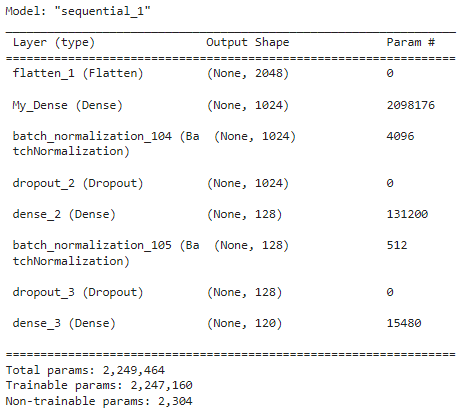 Model: "sequential_1"
_________________________________________________________________
Layer (type) Output Shape Param #
=================================================================
flatten_1 (Flatten) (None, 2048) 0
My_Dense (Dense) (None, 1024) 2098176
batch_normalization_104 (Ba (None, 1024) 4096
tchNormalization)
dropout_2 (Dropout) (None, 1024) 0
dense_2 (Dense) (None, 128) 131200
batch_normalization_105 (Ba (None, 128) 512
tchNormalization)
dropout_3 (Dropout) (None, 128) 0
dense_3 (Dense) (None, 120) 15480
=================================================================
Total params: 2,249,464
Trainable params: 2,247,160
Non-trainable params: 2,304